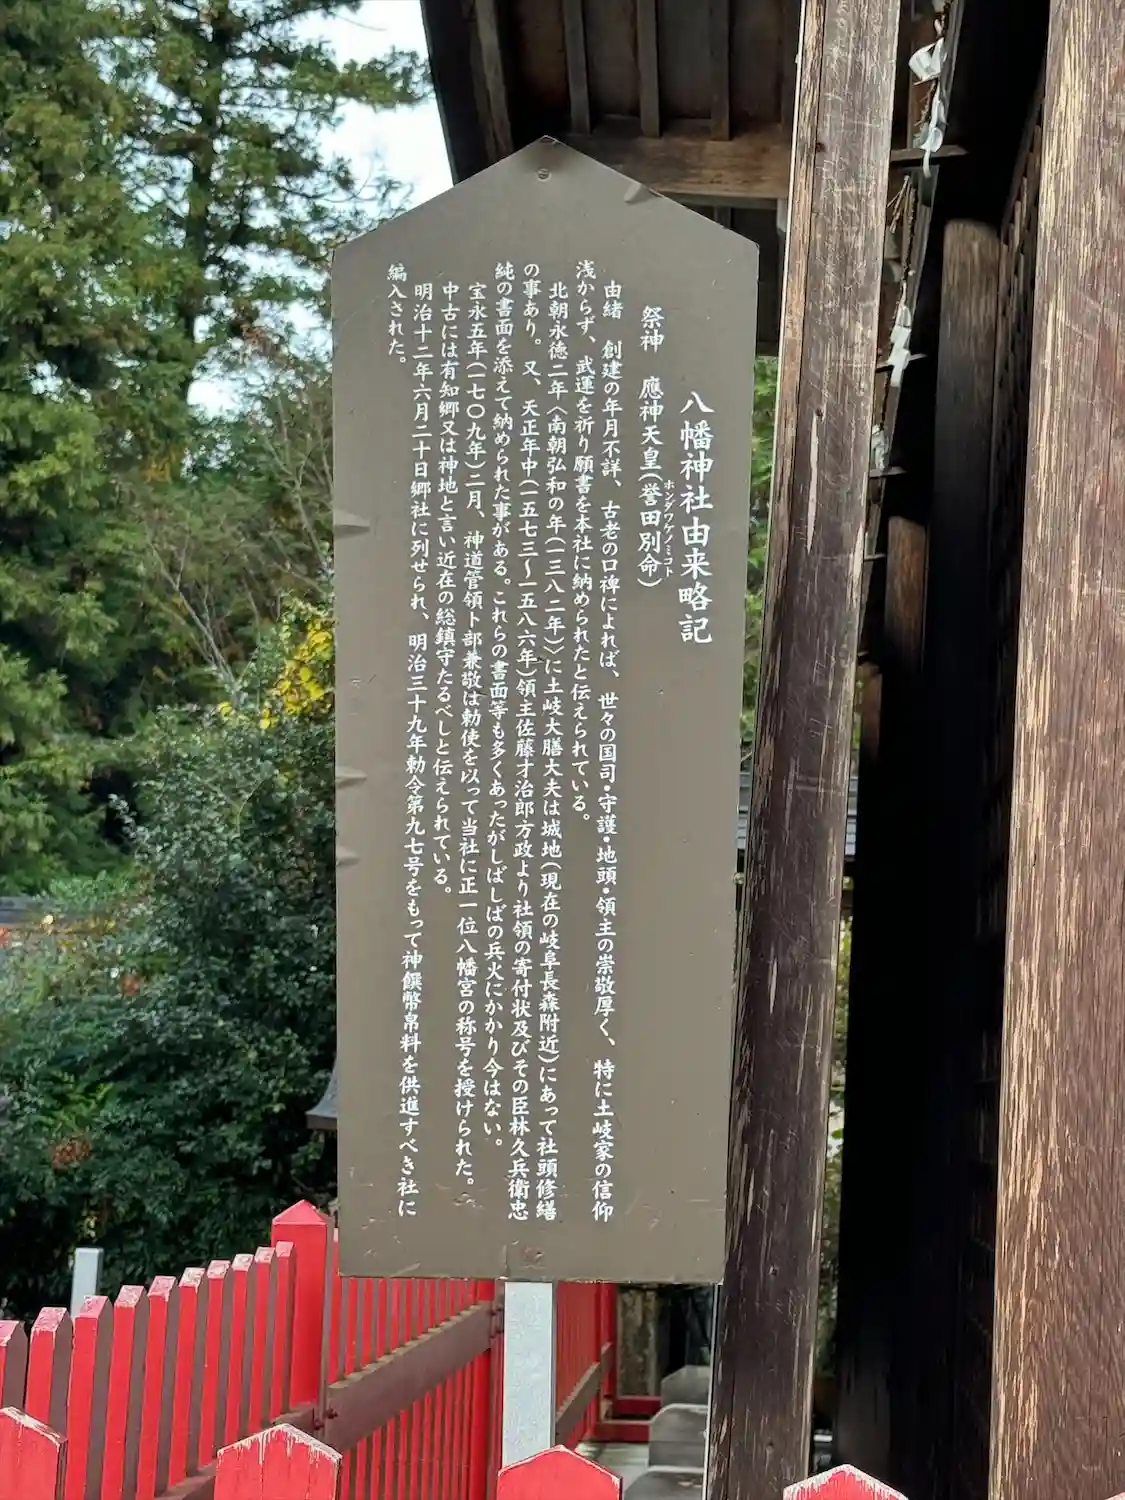 八幡神社由来略記
祭神 應神天皇(誉田別命)
ホンダワケノミコト
由緒 創建の年月不詳、古老の口禅によれば、世々の国司・守護・地頭・領主の崇敬厚く、特に土岐家の信仰
浅からず、武運を祈り願書を本社に納められたと伝えられている。
北朝永徳二年〈南朝弘和の年(一三八二年)〉に土岐大膳大夫は城地(現在の岐阜長森附近)にあって社頭修繕
の事あり。又、天正年中(一五七三〜一五八六年)領主佐藤才治郎方政より社領の寄付状及びその臣林久兵衛忠
純の書面を添えて納められた事がある。これらの書面等も多くあったがしばしばの兵火にかかり今はない。
宝永五年(一七〇九年)二月、神道管領卜部兼敬は勅使を以って当社に正一位八幡宮の称号を授けられた。
中古には有知郷又は神地と言い近在の総鎮守たるべしと伝えられている。
明治十二年六月二十日郷社に列せられ、明治三十九年勅令第九七号をもって神饌幣帛料を供進すべき社に
編入された。